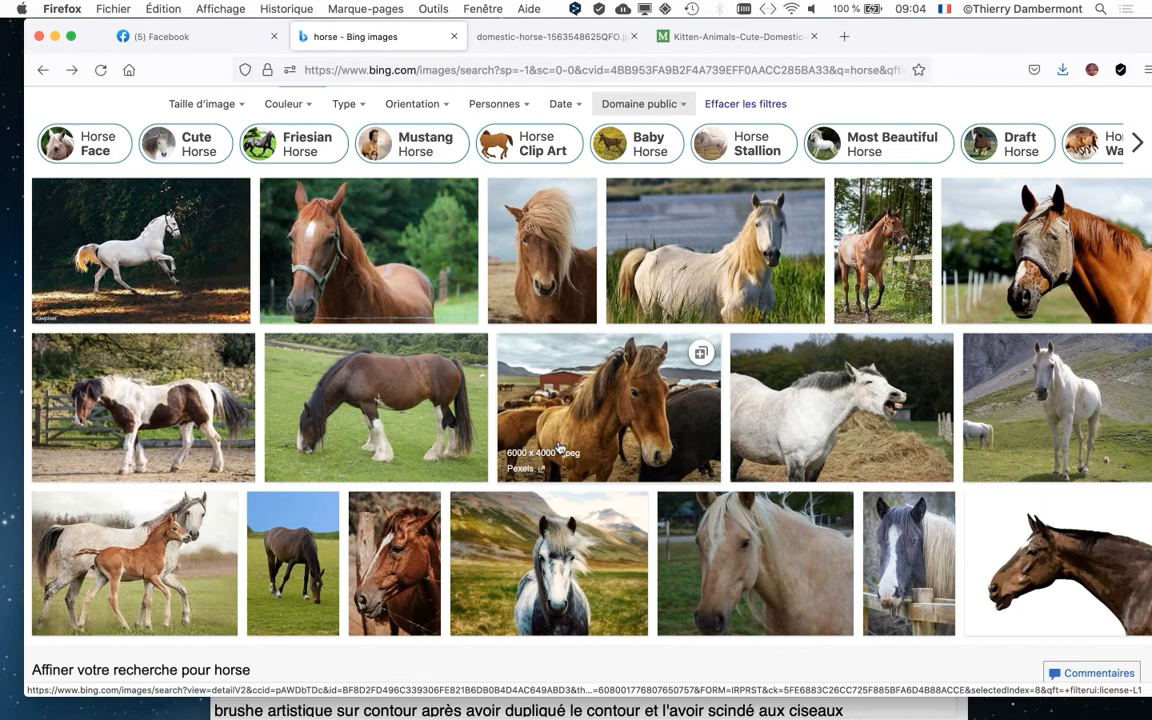 Firefox Fichier Édition Affichage Historique Marque-pages Outils Fenêtre Aide 100 % 09:04 ©Thierry Dambermont
(5) Facebook horse - Bing images domestic-horse-1563548625QFO.jp Kitten-Animals-Cute-Domestic-
https://www.bing.com/images/search?sp=-1&sc=0-0&cvid=4BB953FA9B2F4A739EFF0AACC285BA33&q=horse&qft
Taille d'image Couleur Type Orientation Personnes Date Domaine public Effacer les filtres
Horse Face
Cute Horse
Friesian Horse
Mustang Horse
Horse Clip Art
Baby Horse
Horse Stallion
Most Beautiful Horse
Draft Horse
Hor
Wa
rawpixel
6000 x 4000 jpeg
Pexels
Affiner votre recherche pour horse
Commentaires
https://www.bing.com/images/search?view=detailV2&ccid=pAWDbTDc&id=BF8D2FD496C339306FE821B6DB0B4D4AC649ABD3&th...=608001776807650757&FORM=IRPRST&ck=5FE6883C26CC725F885BFA6D4B88ACCE&selectedIndex=8&qft=+filterui:license-L1
brushe artistique sur contour après avoir dupliqué le contour et l'avoir scindé aux ciseaux